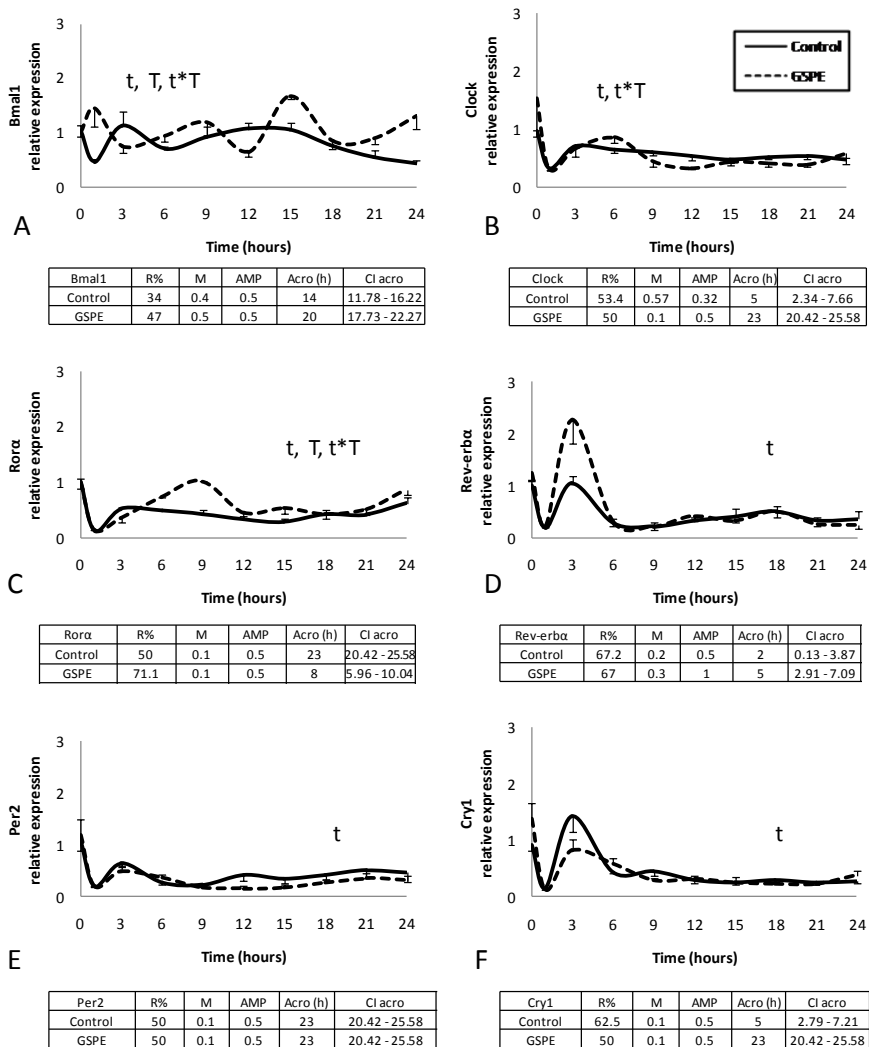 3
2
1
0
Bmal1
relative expression
t, T, t*T
0 3 6 9 12 15 18 21 24
Time (hours)
A
Bmal1 R% M AMP Acro (h) CI acro
Control 34 0.4 0.5 14 11.78 - 16.22
GSPE 47 0.5 0.5 20 17.73 - 22.27
3
2
1
0
Clock
relative expression
t, t*T
Control
GSPE
0 3 6 9 12 15 18 21 24
Time (hours)
B
Clock R% M AMP Acro (h) CI acro
Control 53.4 0.57 0.32 5 2.34 - 7.66
GSPE 50 0.1 0.5 23 20.42 - 25.58
3
2
1
0
Rorα
relative expression
t, T, t*T
0 3 6 9 12 15 18 21 24
Time (hours)
C
Rorα R% M AMP Acro (h) CI acro
Control 50 0.1 0.5 23 20.42 - 25.58
GSPE 71.1 0.1 0.5 8 5.96 - 10.04
3
2
1
0
Rev-erbα
relative expression
t
0 3 6 9 12 15 18 21 24
Time (hours)
D
Rev-erbα R% M AMP Acro (h) CI acro
Control 67.2 0.2 0.5 2 0.13 - 3.87
GSPE 67 0.3 1 5 2.91 - 7.09
3
2
1
0
Per2
relative expression
t
0 3 6 9 12 15 18 21 24
Time (hours)
E
Per2 R% M AMP Acro (h) CI acro
Control 50 0.1 0.5 23 20.42 - 25.58
GSPE 50 0.1 0.5 23 20.42 - 25.58
3
2
1
0
Cry1
relative expression
t
0 3 6 9 12 15 18 21 24
Time (hours)
F
Cry1 R% M AMP Acro (h) CI acro
Control 62.5 0.1 0.5 5 2.79 - 7.21
GSPE 50 0.1 0.5 23 20.42 - 25.58